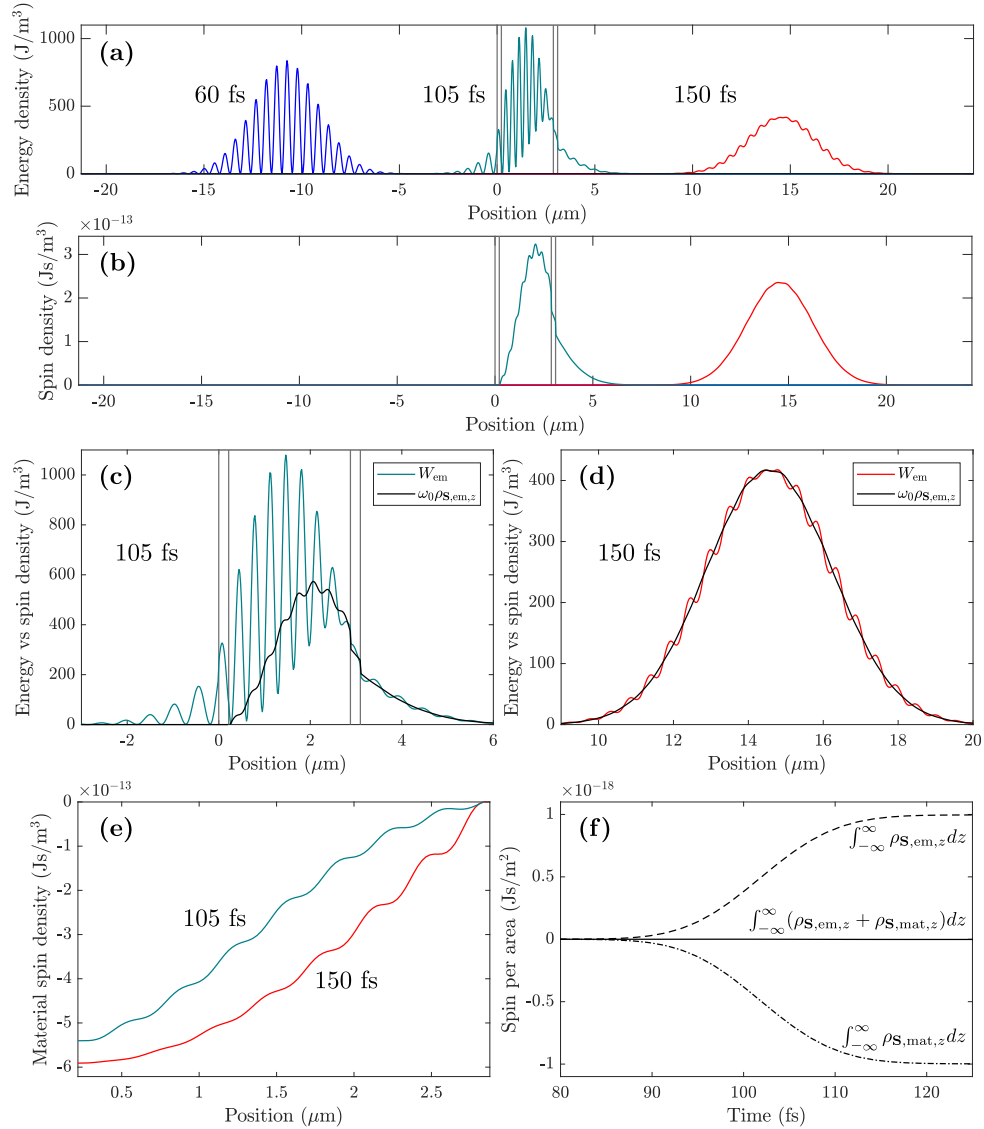 (a)
Energy density (J/m³)
1000
500
0
60 fs
105 fs
150 fs
-20 -15 -10 -5 0 5 10 15 20
Position (μm)
×10⁻¹³
(b)
Spin density (Js/m³)
3
2
1
0
-20 -15 -10 -5 0 5 10 15 20
Position (μm)
(c)
Energy vs spin density (J/m³)
1000
800
600
400
200
0
105 fs
W_em
ω₀ρ_S,em,z
-2 0 2 4 6
Position (μm)
(d)
Energy vs spin density (J/m³)
400
300
200
100
0
150 fs
W_em
ω₀ρ_S,em,z
10 12 14 16 18 20
Position (μm)
×10⁻¹³
(e)
Material spin density (Js/m³)
0
-1
-2
-3
-4
-5
-6
105 fs
150 fs
0.5 1 1.5 2 2.5
Position (μm)
×10⁻¹⁸
(f)
Spin per area (Js/m²)
1
0.5
0
-0.5
-1
∫_{-∞}^{∞} ρ_S,em,z dz
∫_{-∞}^{∞} (ρ_S,em,z + ρ_S,mat,z)dz
∫_{-∞}^{∞} ρ_S,mat,z dz
80 90 100 110 120
Time (fs)